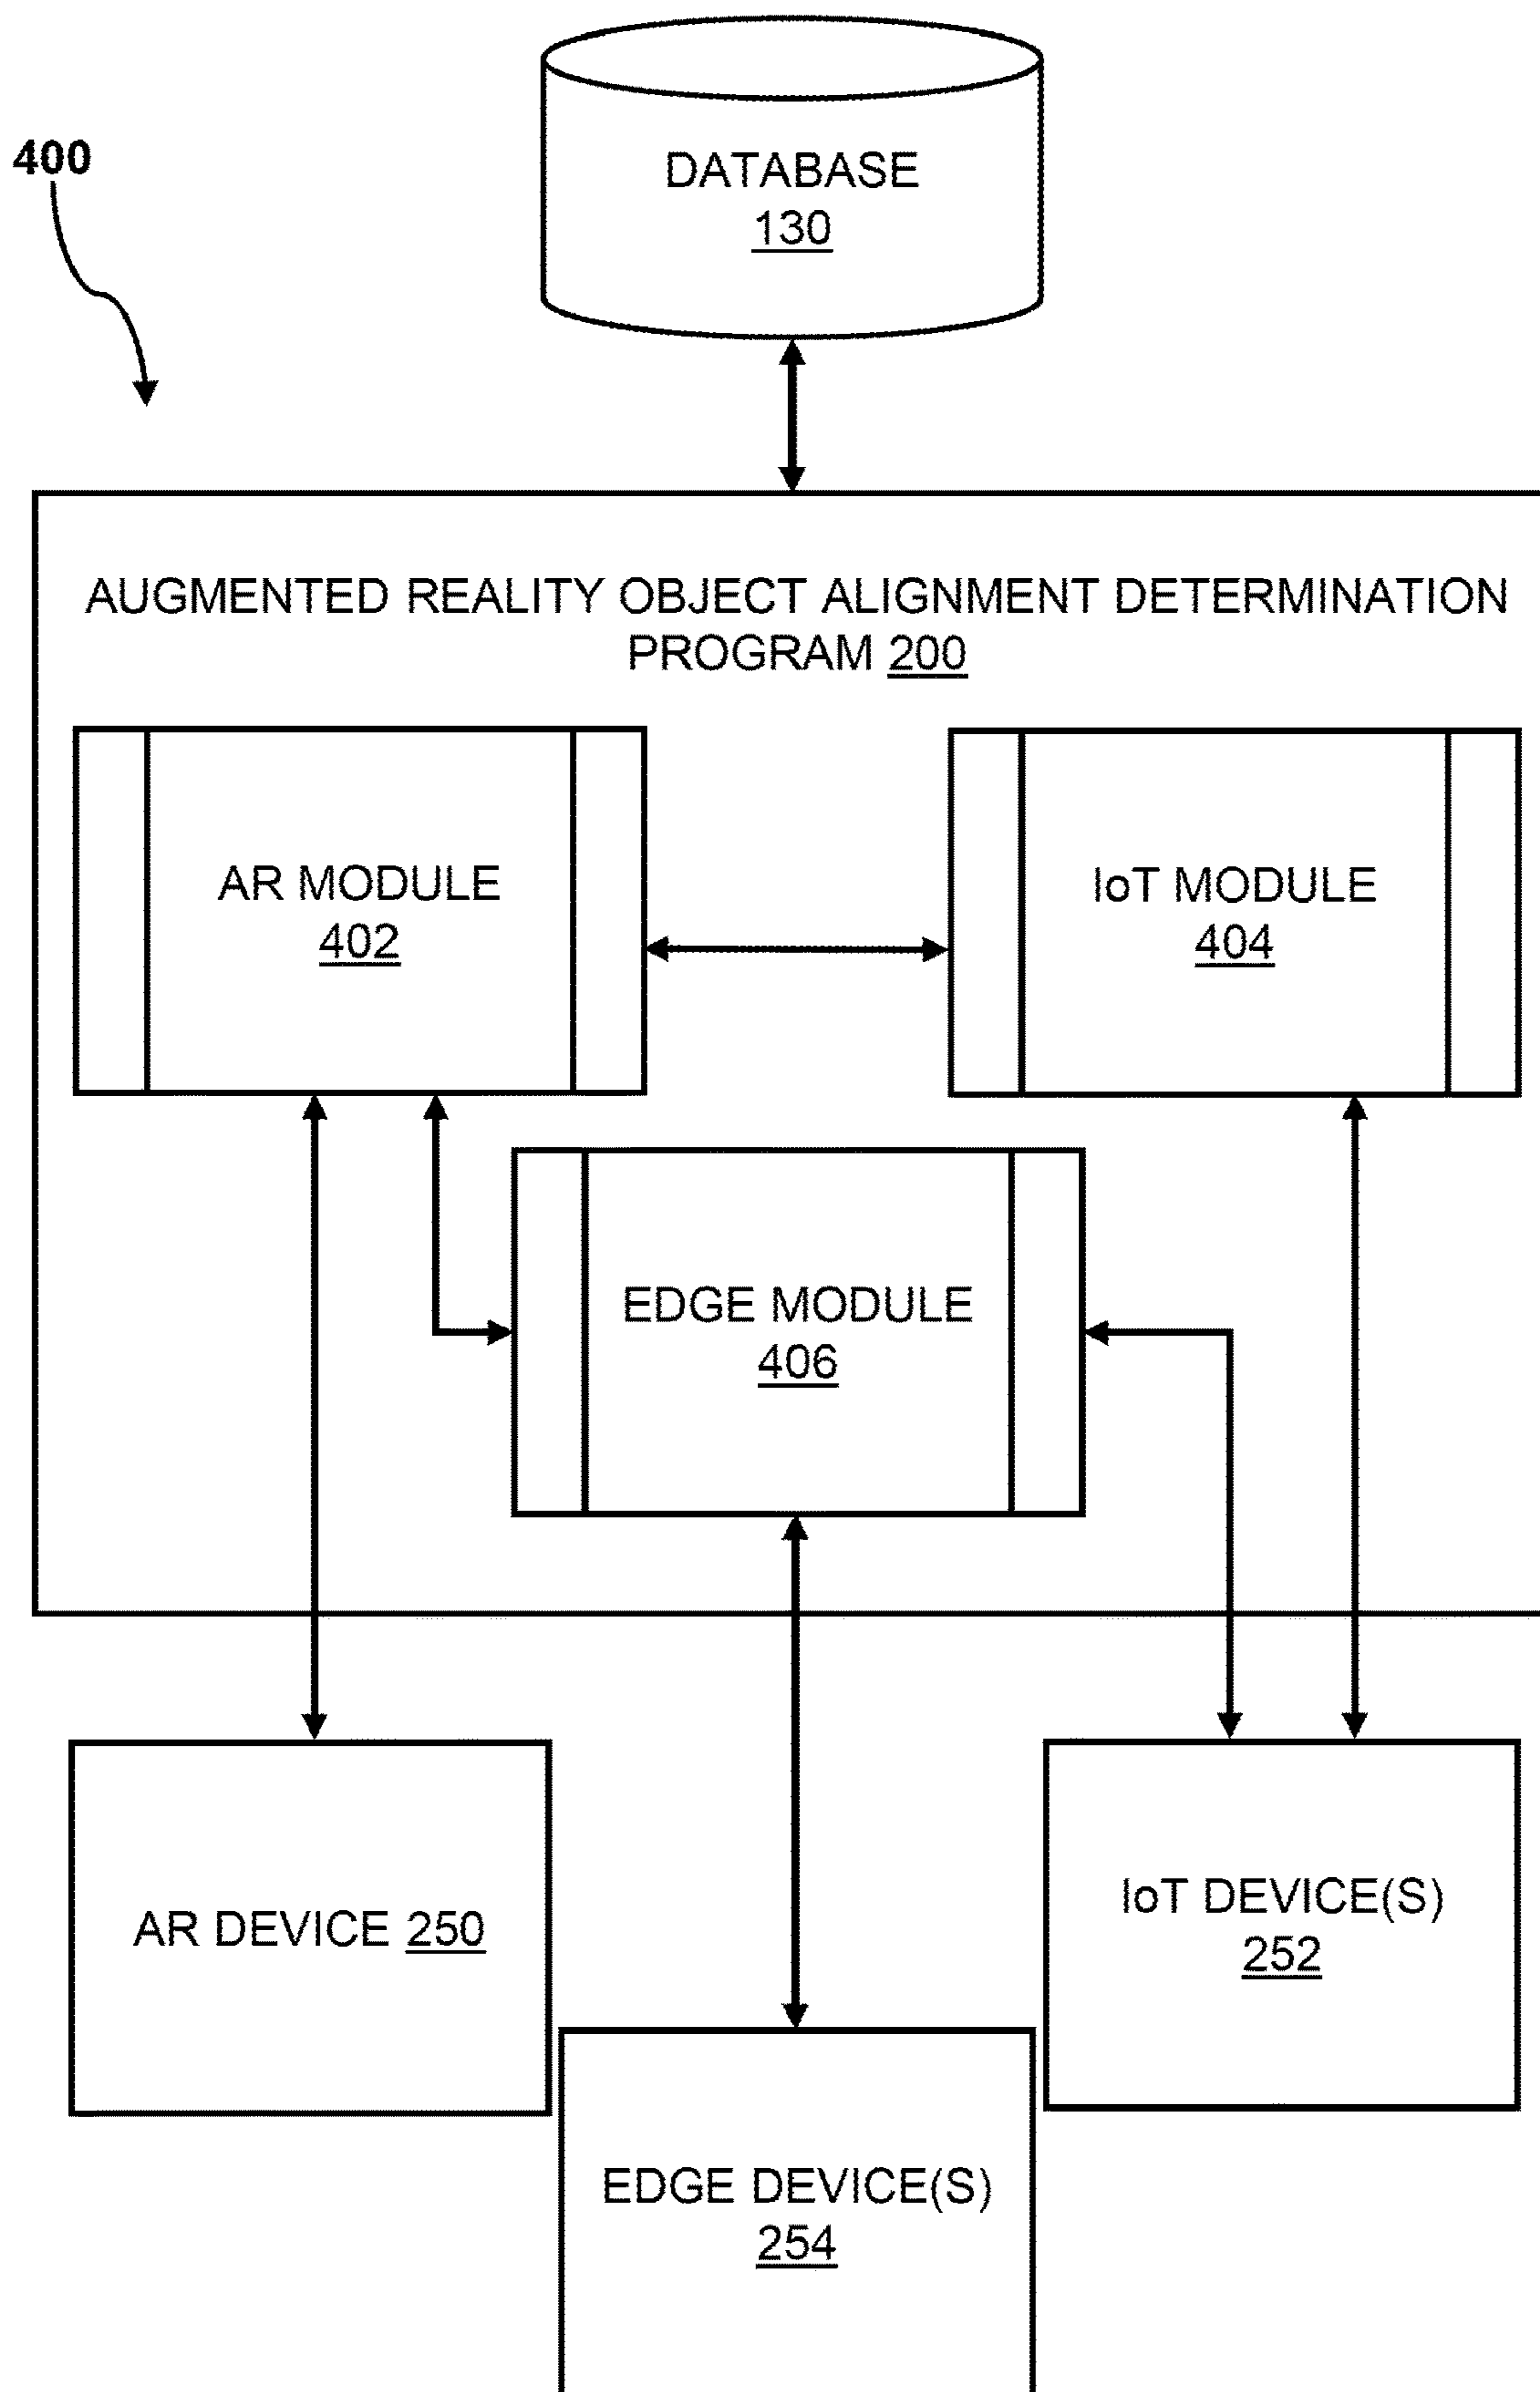 400
DATABASE
130
AUGMENTED REALITY OBJECT ALIGNMENT DETERMINATION
PROGRAM 200
AR MODULE
402
IoT MODULE
404
EDGE MODULE
406
AR DEVICE 250
IoT DEVICE(S)
252
EDGE DEVICE(S)
254